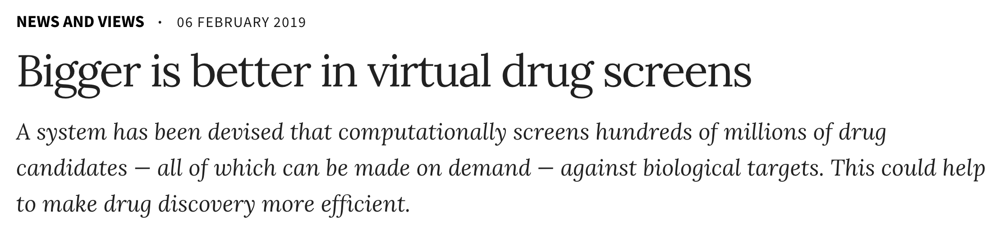 NEWS AND VIEWS · 06 FEBRUARY 2019
Bigger is better in virtual drug screens
A system has been devised that computationally screens hundreds of millions of drug
candidates — all of which can be made on demand — against biological targets. This could help
to make drug discovery more efficient.